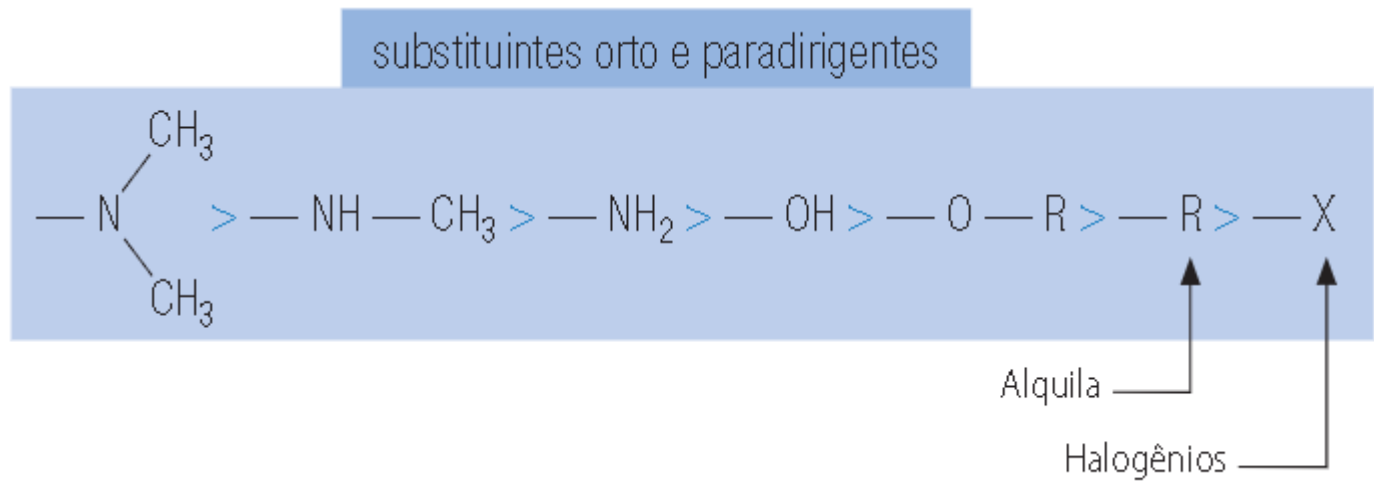 substituintes orto e paradirigentes
CH₃
— N > — NH — CH₃ > — NH₂ > — OH > — O — R > — R > — X
CH₃
Alquila
Halogênios